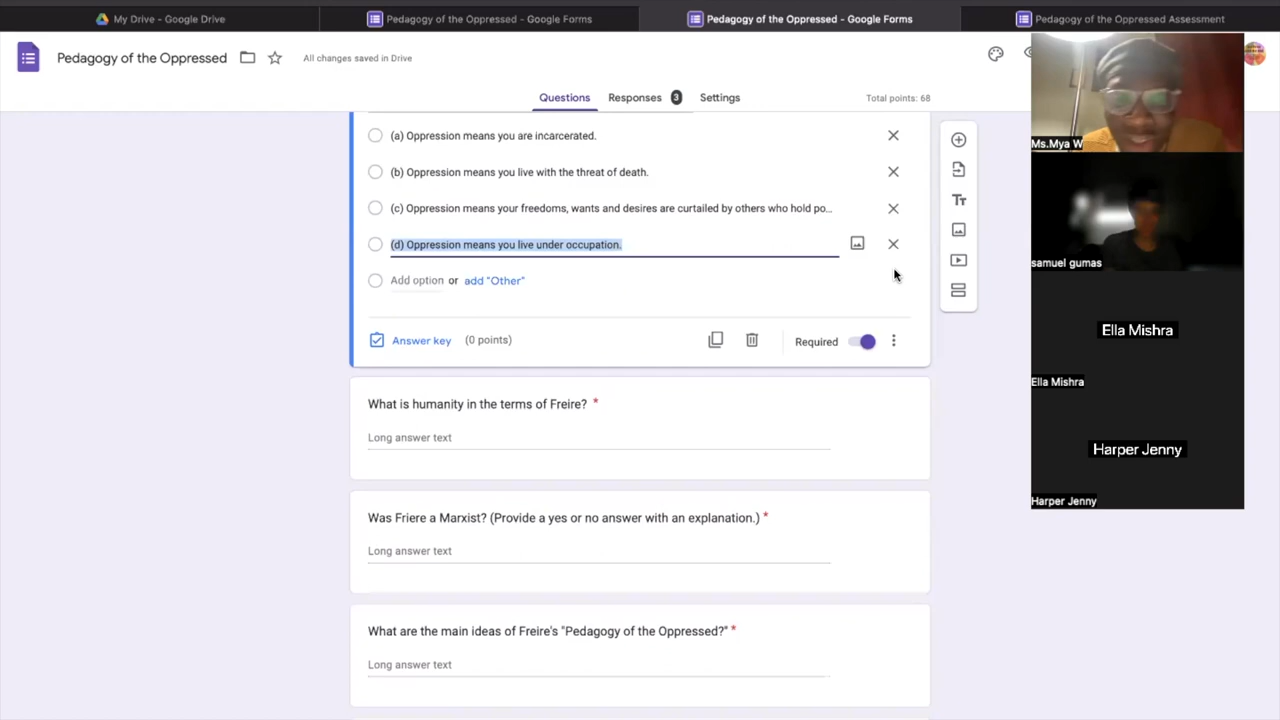 My Drive - Google Drive
Pedagogy of the Oppressed - Google Forms
Pedagogy of the Oppressed - Google Forms
Pedagogy of the Oppressed Assessment
Pedagogy of the Oppressed
All changes saved in Drive
Questions
Responses 3
Settings
Total points: 68
(a) Oppression means you are incarcerated.
(b) Oppression means you live with the threat of death.
(c) Oppression means your freedoms, wants and desires are curtailed by others who hold po...
(d) Oppression means you live under occupation.
Add option or add "Other"
Answer key (0 points)
Required
What is humanity in the terms of Freire? *
Long answer text
Was Friere a Marxist? (Provide a yes or no answer with an explanation.) *
Long answer text
What are the main ideas of Freire's "Pedagogy of the Oppressed?" *
Long answer text
Tт
Ms.Mya W
samuel gumas
Ella Mishra
Ella Mishra
Harper Jenny
Harper Jenny